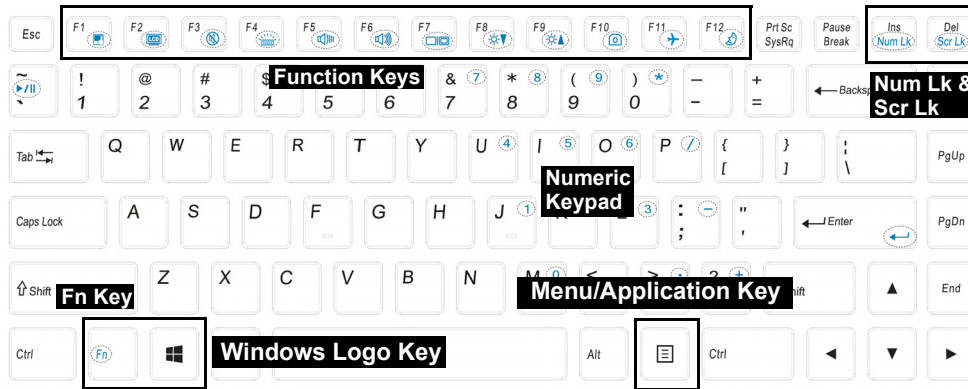 Esc F1 F2 F3 F4 F5 F6 F7 F8 F9 F10 F11 F12 Prt Sc SysRq Pause Break Ins Num Lk Del Scr Lk
Function Keys
~ ` ! 1 @ 2 # 3 $ 4 5 6 & 7 7 * 8 8 ( 9 9 ) 0 * — - + = Backsp
Num Lk &
Scr Lk
Tab Q W E R T Y U 4 I 5 O 6 P / { [ } ] ¦ \ PgUp
Numeric
Keypad
Caps Lock A S D F G H J 1 3 : ; - " ' Enter PgDn
Shift Z X C V B N M 0 < > . ? + End
Fn Key
Menu/Application Key
Ctrl Fn Alt Ctrl
Windows Logo Key